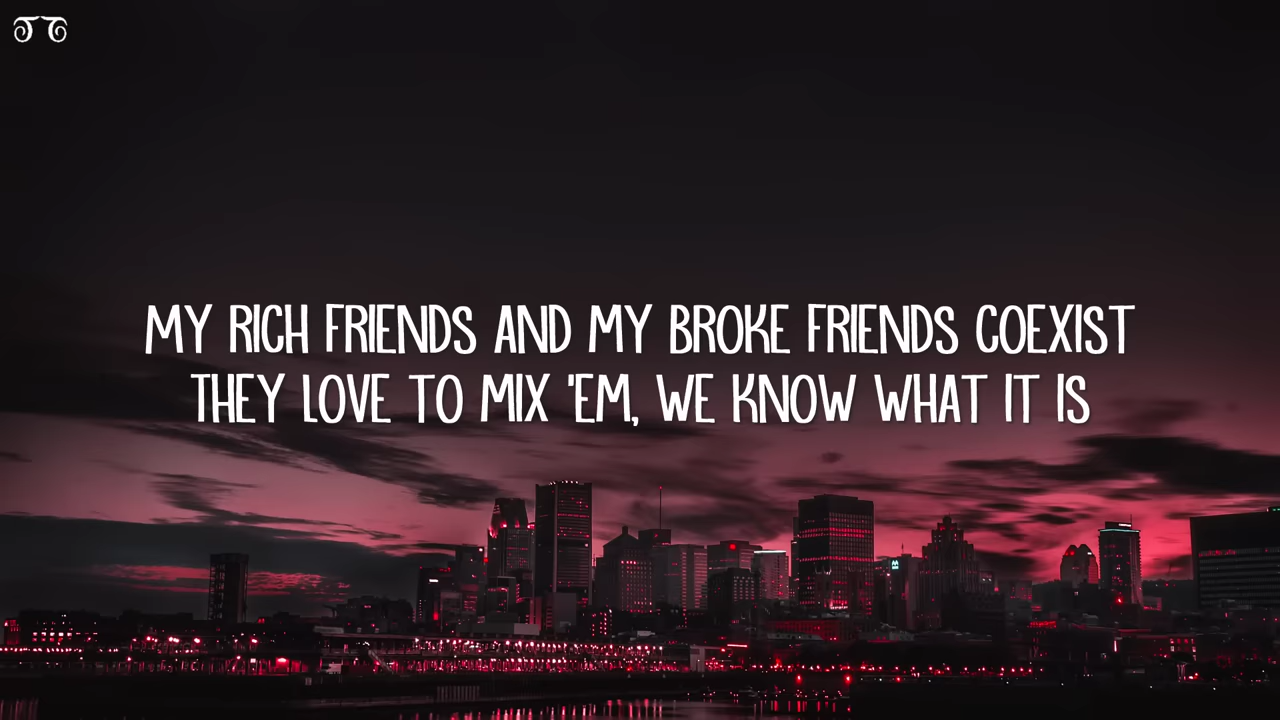 MY RICH FRIENDS AND MY BROKE FRIENDS COEXIST
THEY LOVE TO MIX 'EM, WE KNOW WHAT IT IS